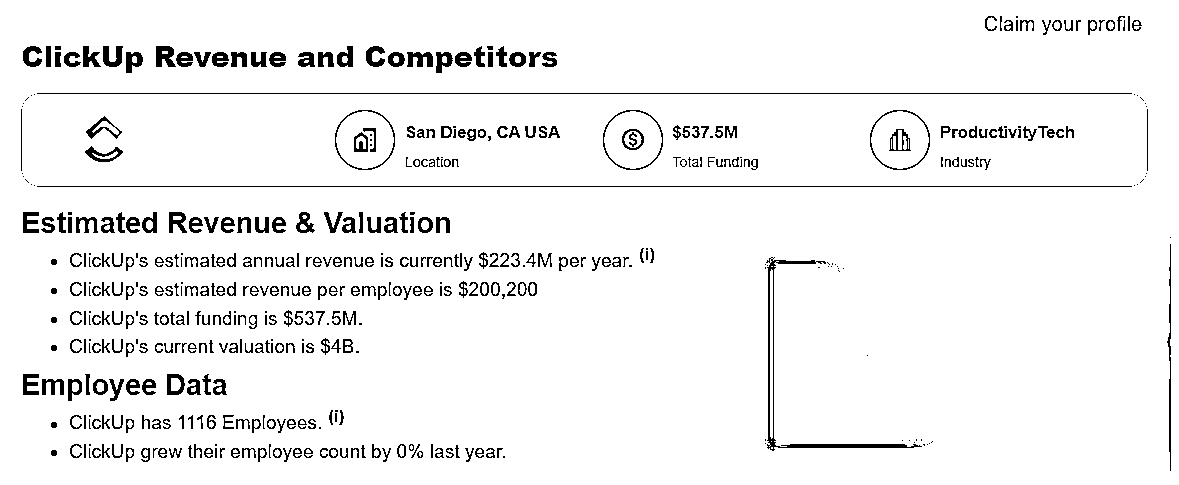 Claim your profile
ClickUp Revenue and Competitors
San Diego, CA USA
Location
$537.5M
Total Funding
ProductivityTech
Industry
Estimated Revenue & Valuation
• ClickUp's estimated annual revenue is currently $223.4M per year. (i)
• ClickUp's estimated revenue per employee is $200,200
• ClickUp's total funding is $537.5M.
• ClickUp's current valuation is $4B.
Employee Data
• ClickUp has 1116 Employees. (i)
• ClickUp grew their employee count by 0% last year.